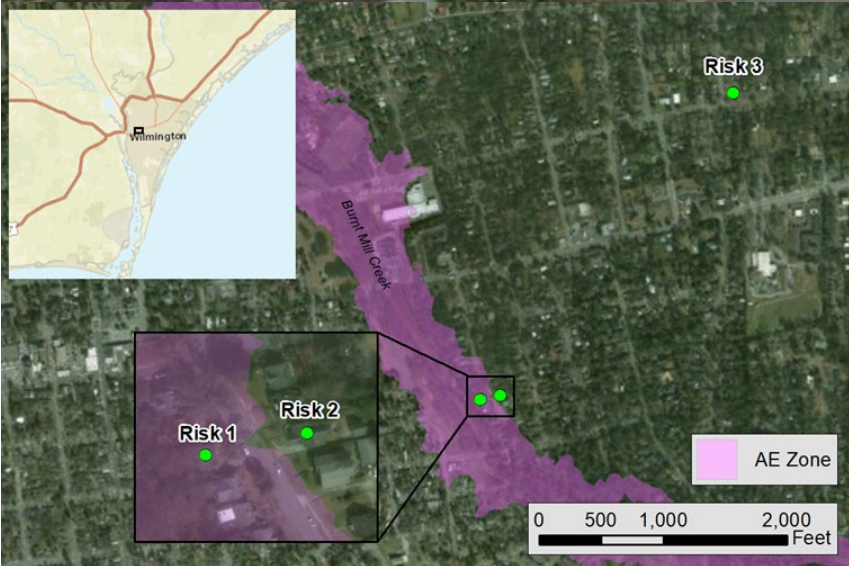 Wilmington
7
Risk 3
Burnt Mill Creek
Risk 2
Risk 1
AE Zone
0 500 1,000 2,000
Feet